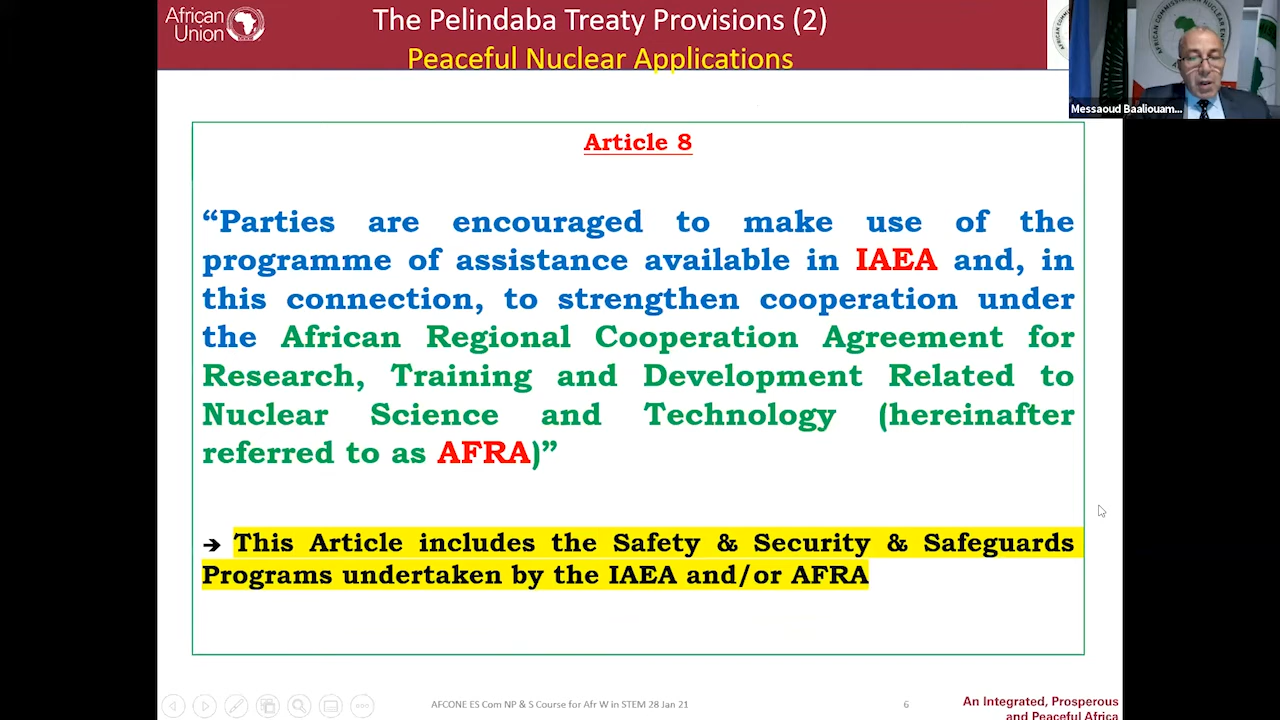 African
Union
The Pelindaba Treaty Provisions (2)
Peaceful Nuclear Applications
Messaoud Baaliouam...
Article 8
“Parties are encouraged to make use of the
programme of assistance available in IAEA and, in
this connection, to strengthen cooperation under
the African Regional Cooperation Agreement for
Research, Training and Development Related to
Nuclear Science and Technology (hereinafter
referred to as AFRA)”
➔ This Article includes the Safety & Security & Safeguards
Programs undertaken by the IAEA and/or AFRA
AFCONE ES Com NP & S Course for Afr W in STEM 28 Jan 21
6
An Integrated, Prosperous
and Peaceful Africa